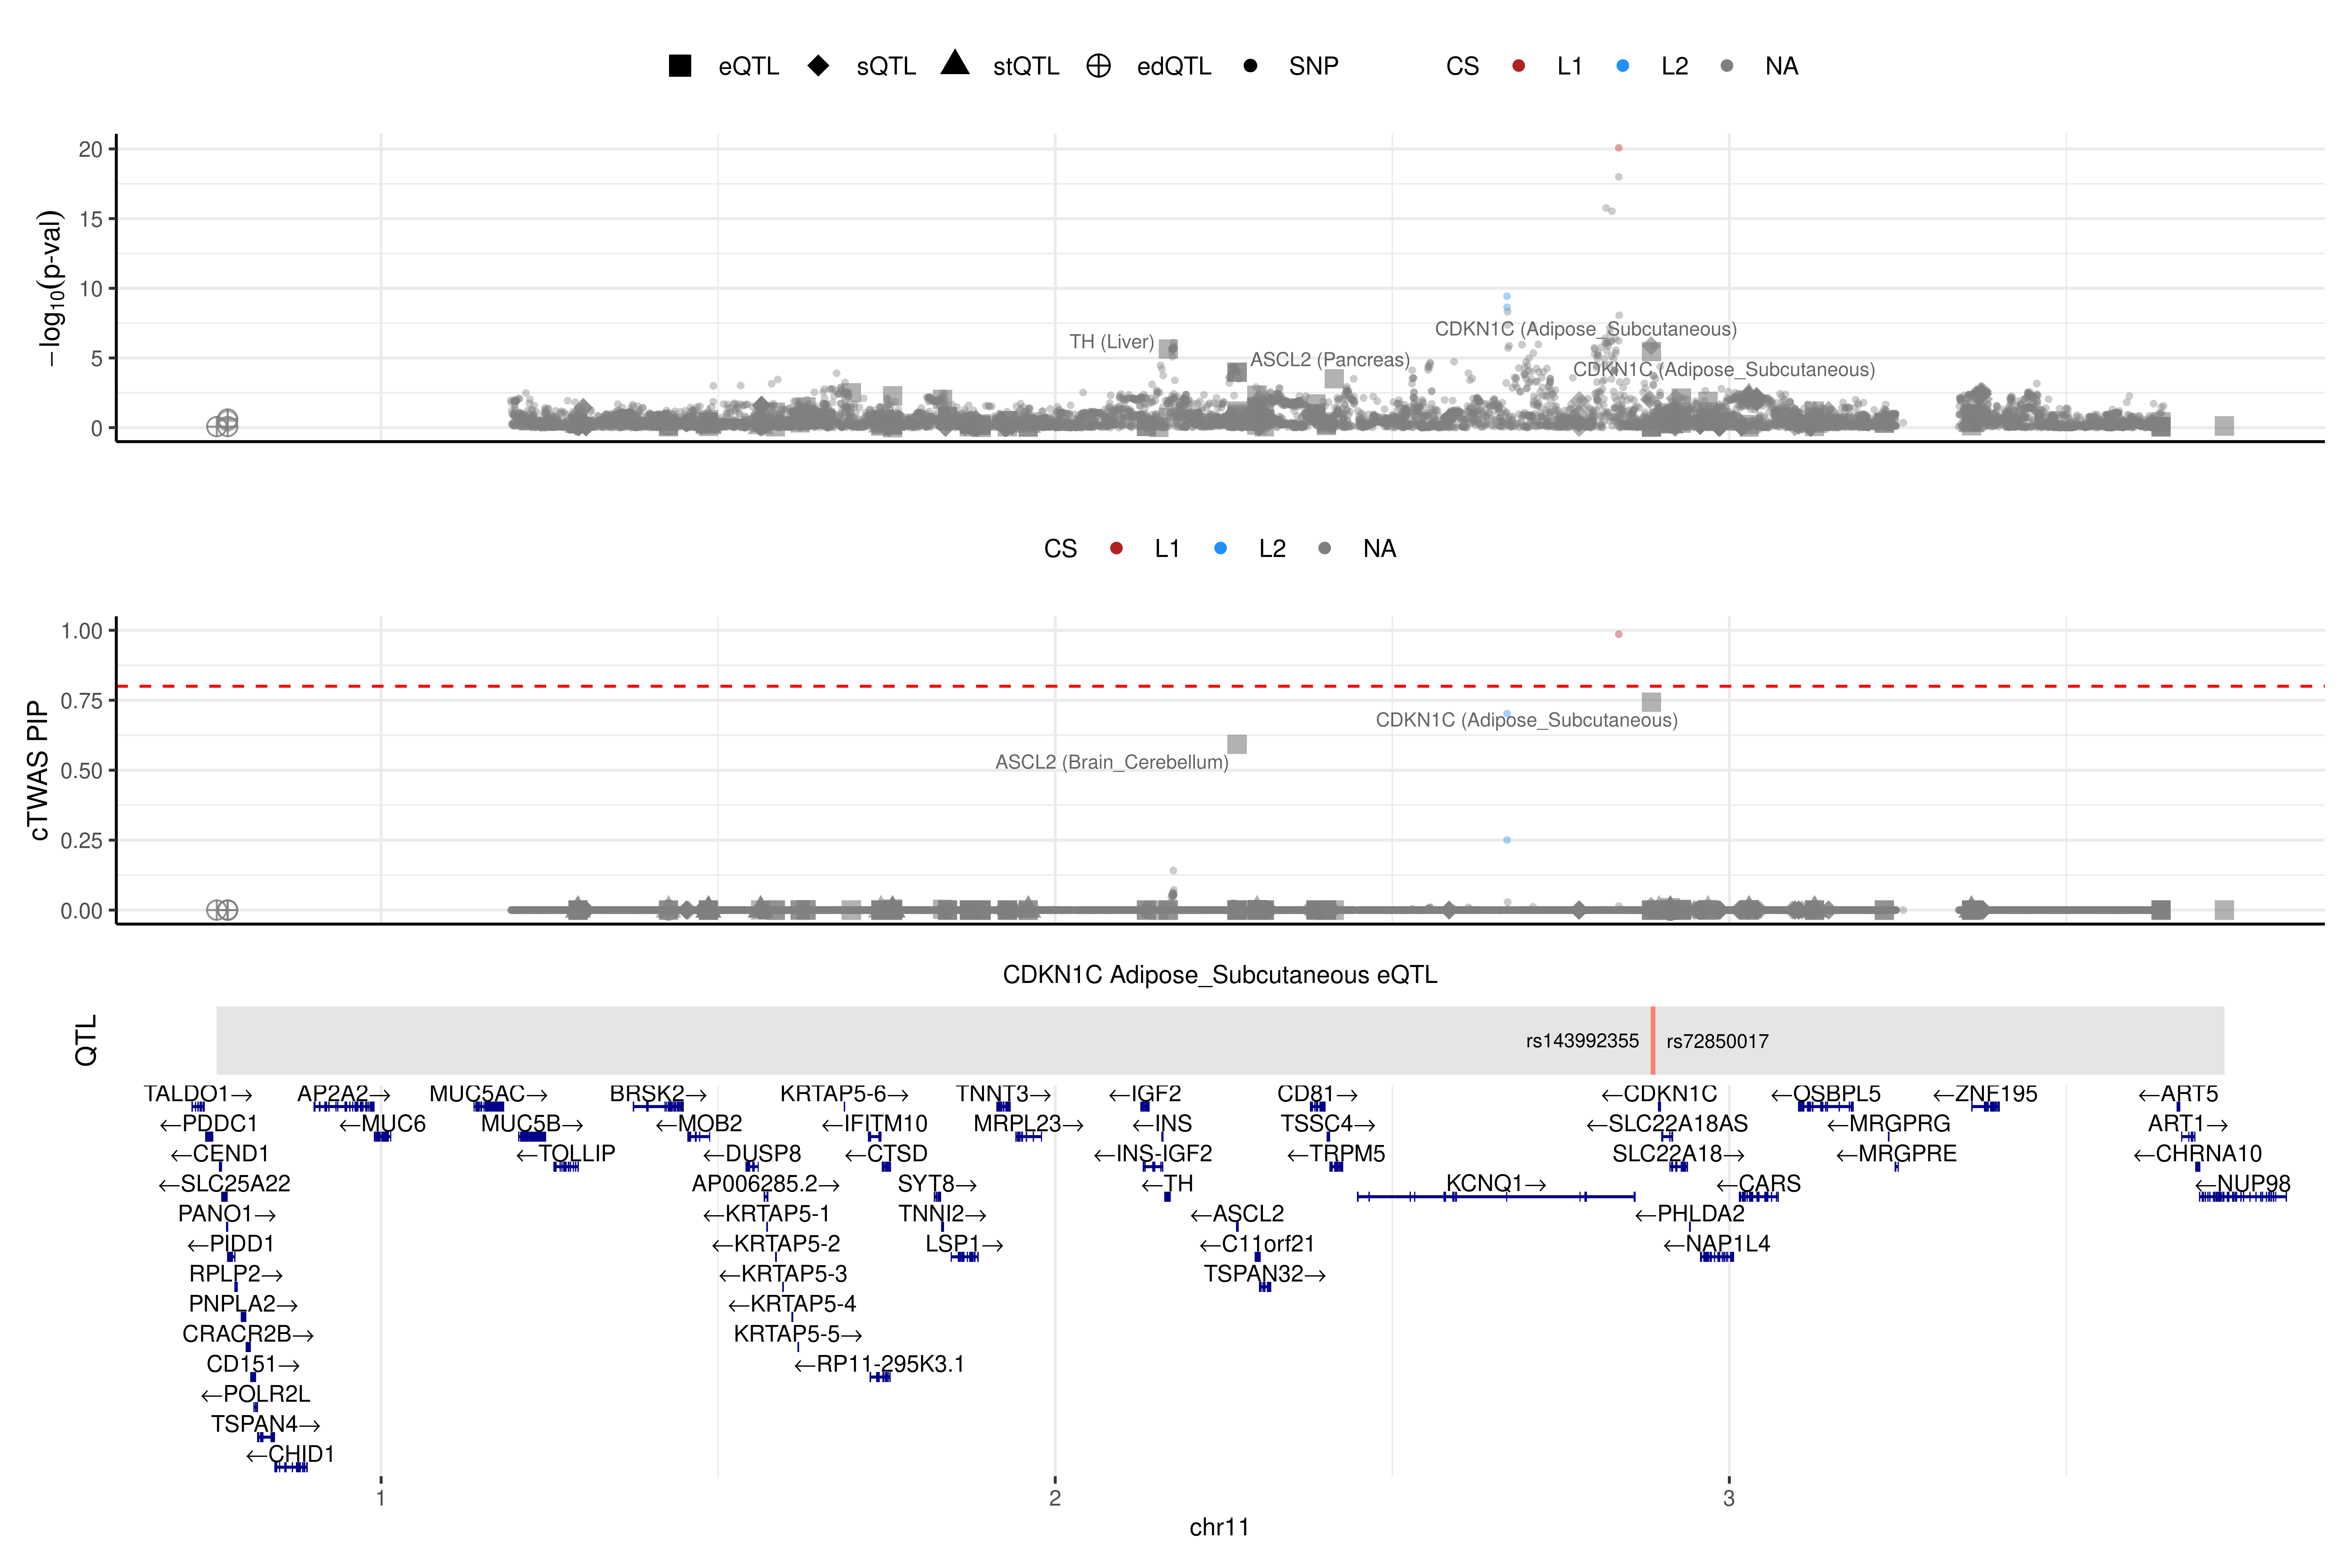 eQTL sQTL stQTL edQTL SNP CS L1 L2 NA
−log10(p-val)
20
15
10
5
0
CDKN1C (Adipose_Subcutaneous)
TH (Liver)
ASCL2 (Pancreas)
CDKN1C (Adipose_Subcutaneous)
CS L1 L2 NA
cTWAS PIP
1.00
0.75
0.50
0.25
0.00
CDKN1C (Adipose_Subcutaneous)
ASCL2 (Brain_Cerebellum)
CDKN1C Adipose_Subcutaneous eQTL
QTL
rs143992355 rs72850017
TALDO1→ AP2A2→ MUC5AC→ BRSK2→ KRTAP5-6→ TNNT3→ ←IGF2 CD81→ ←CDKN1C ←OSBPL5 ←ZNF195 ←ART5
←PDDC1 ←MUC6 MUC5B→ ←MOB2 ←IFITM10 MRPL23→ ←INS TSSC4→ ←SLC22A18AS ←MRGPRG ART1→
←CEND1 ←TOLLIP ←DUSP8 ←CTSD ←INS-IGF2 ←TRPM5 SLC22A18→ ←MRGPRE ←CHRNA10
←SLC25A22 AP006285.2→ SYT8→ ←TH KCNQ1→ ←CARS ←NUP98
PANO1→ ←KRTAP5-1 TNNI2→ ←ASCL2 ←PHLDA2
←PIDD1 ←KRTAP5-2 LSP1→ ←C11orf21 ←NAP1L4
RPLP2→ ←KRTAP5-3 TSPAN32→
PNPLA2→ ←KRTAP5-4
CRACR2B→ KRTAP5-5→
CD151→ ←RP11-295K3.1
←POLR2L
TSPAN4→
←CHID1
1 2 3
chr11